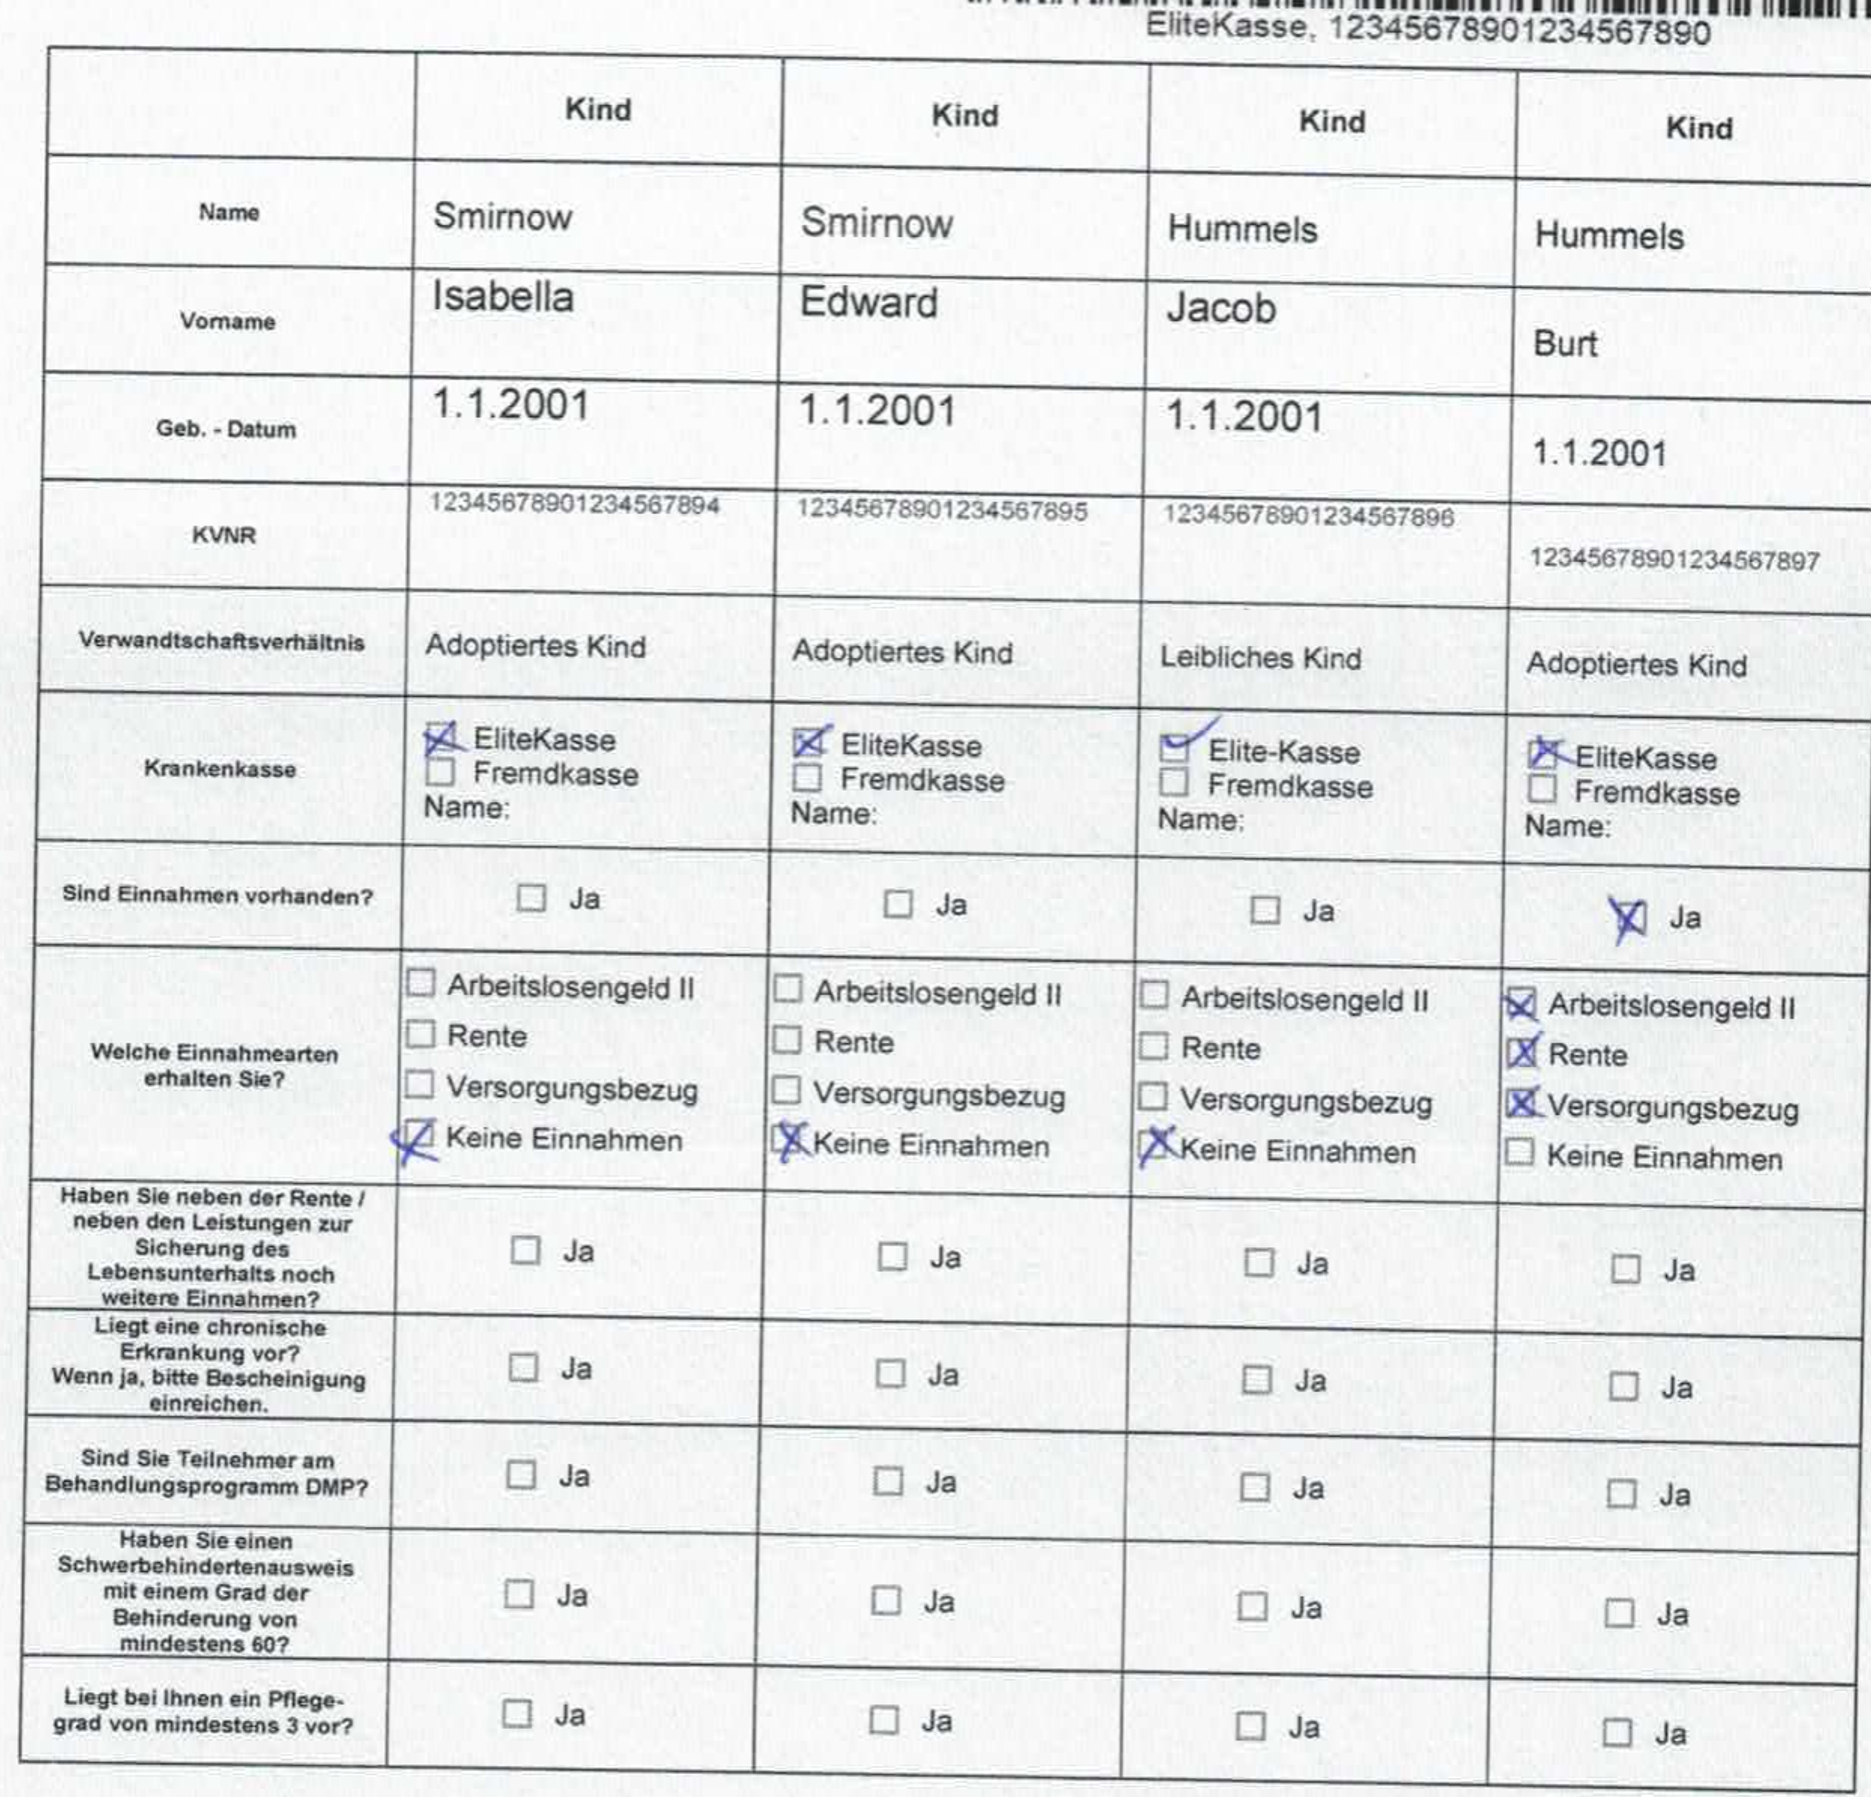 EliteKasse, 12345678901234567890
Kind Kind Kind Kind
Name Smirnow Smirnow Hummels Hummels
Vorname Isabella Edward Jacob Burt
Geb. - Datum 1.1.2001 1.1.2001 1.1.2001 1.1.2001
KVNR 12345678901234567894 12345678901234567895 12345678901234567896 12345678901234567897
Verwandtschaftsverhältnis Adoptiertes Kind Adoptiertes Kind Leibliches Kind Adoptiertes Kind
Krankenkasse
☒ EliteKasse ☒ EliteKasse ☑ Elite-Kasse ☒ EliteKasse
☐ Fremdkasse ☐ Fremdkasse ☐ Fremdkasse ☐ Fremdkasse
Name: Name: Name: Name:
Sind Einnahmen vorhanden? ☐ Ja ☐ Ja ☐ Ja ☒ Ja
Welche Einnahmearten
erhalten Sie?
☐ Arbeitslosengeld II ☐ Arbeitslosengeld II ☐ Arbeitslosengeld II ☒ Arbeitslosengeld II
☐ Rente ☐ Rente ☐ Rente ☒ Rente
☐ Versorgungsbezug ☐ Versorgungsbezug ☐ Versorgungsbezug ☒ Versorgungsbezug
☒ Keine Einnahmen ☒ Keine Einnahmen ☒ Keine Einnahmen ☐ Keine Einnahmen
Haben Sie neben der Rente /
neben den Leistungen zur
Sicherung des
Lebensunterhalts noch
weitere Einnahmen?
☐ Ja ☐ Ja ☐ Ja ☐ Ja
Liegt eine chronische
Erkrankung vor?
Wenn ja, bitte Bescheinigung
einreichen.
☐ Ja ☐ Ja ☐ Ja ☐ Ja
Sind Sie Teilnehmer am
Behandlungsprogramm DMP?
☐ Ja ☐ Ja ☐ Ja ☐ Ja
Haben Sie einen
Schwerbehindertenausweis
mit einem Grad der
Behinderung von
mindestens 60?
☐ Ja ☐ Ja ☐ Ja ☐ Ja
Liegt bei Ihnen ein Pflege-
grad von mindestens 3 vor?
☐ Ja ☐ Ja ☐ Ja ☐ Ja